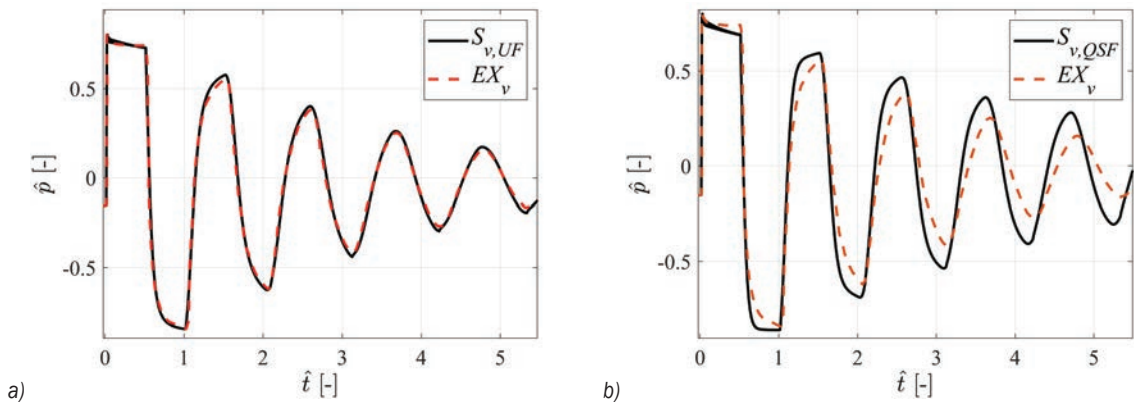 S_v,UF
EX_v
0.5
0
-0.5
p̂ [-]
0 1 2 3 4 5
t̂ [-]
a)
S_v,QSF
EX_v
0.5
0
-0.5
p̂ [-]
0 1 2 3 4 5
t̂ [-]
b)